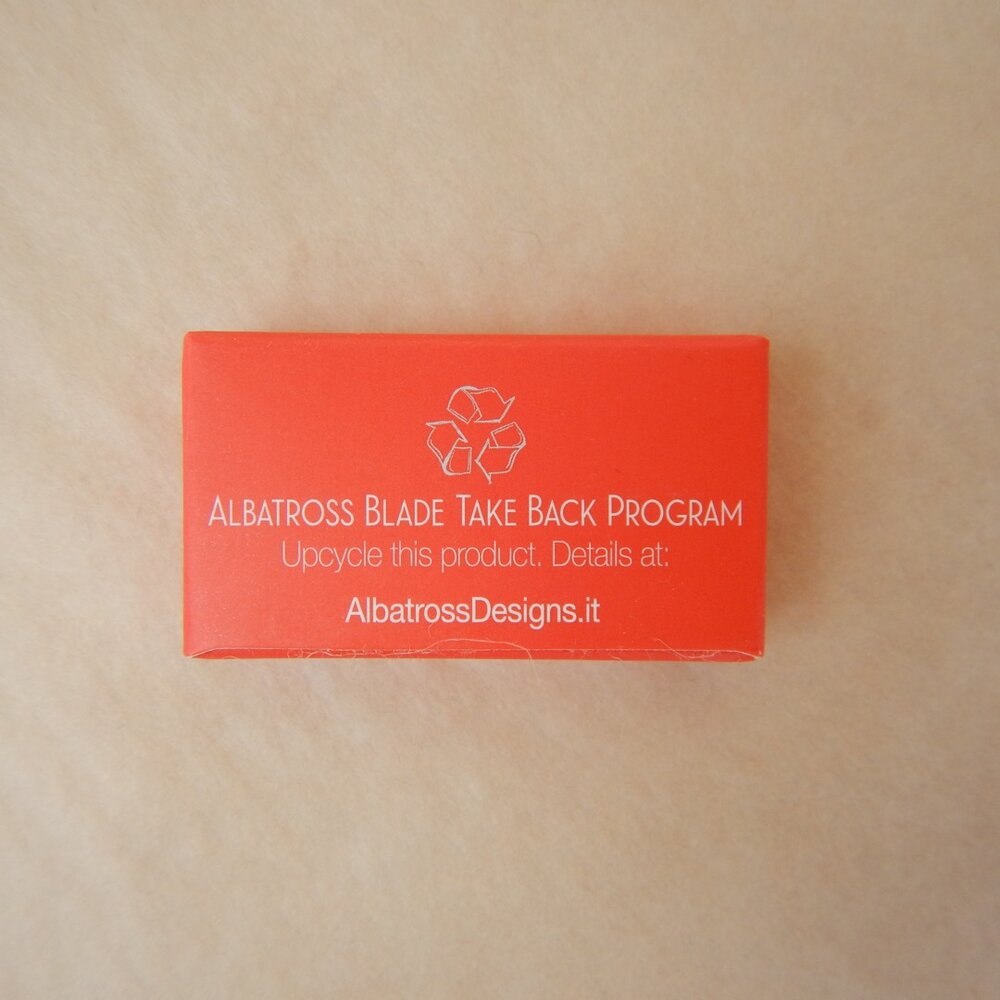 Albatross Blade Take Back Program
Upcycle this product. Details at:
AlbatrossDesigns.it